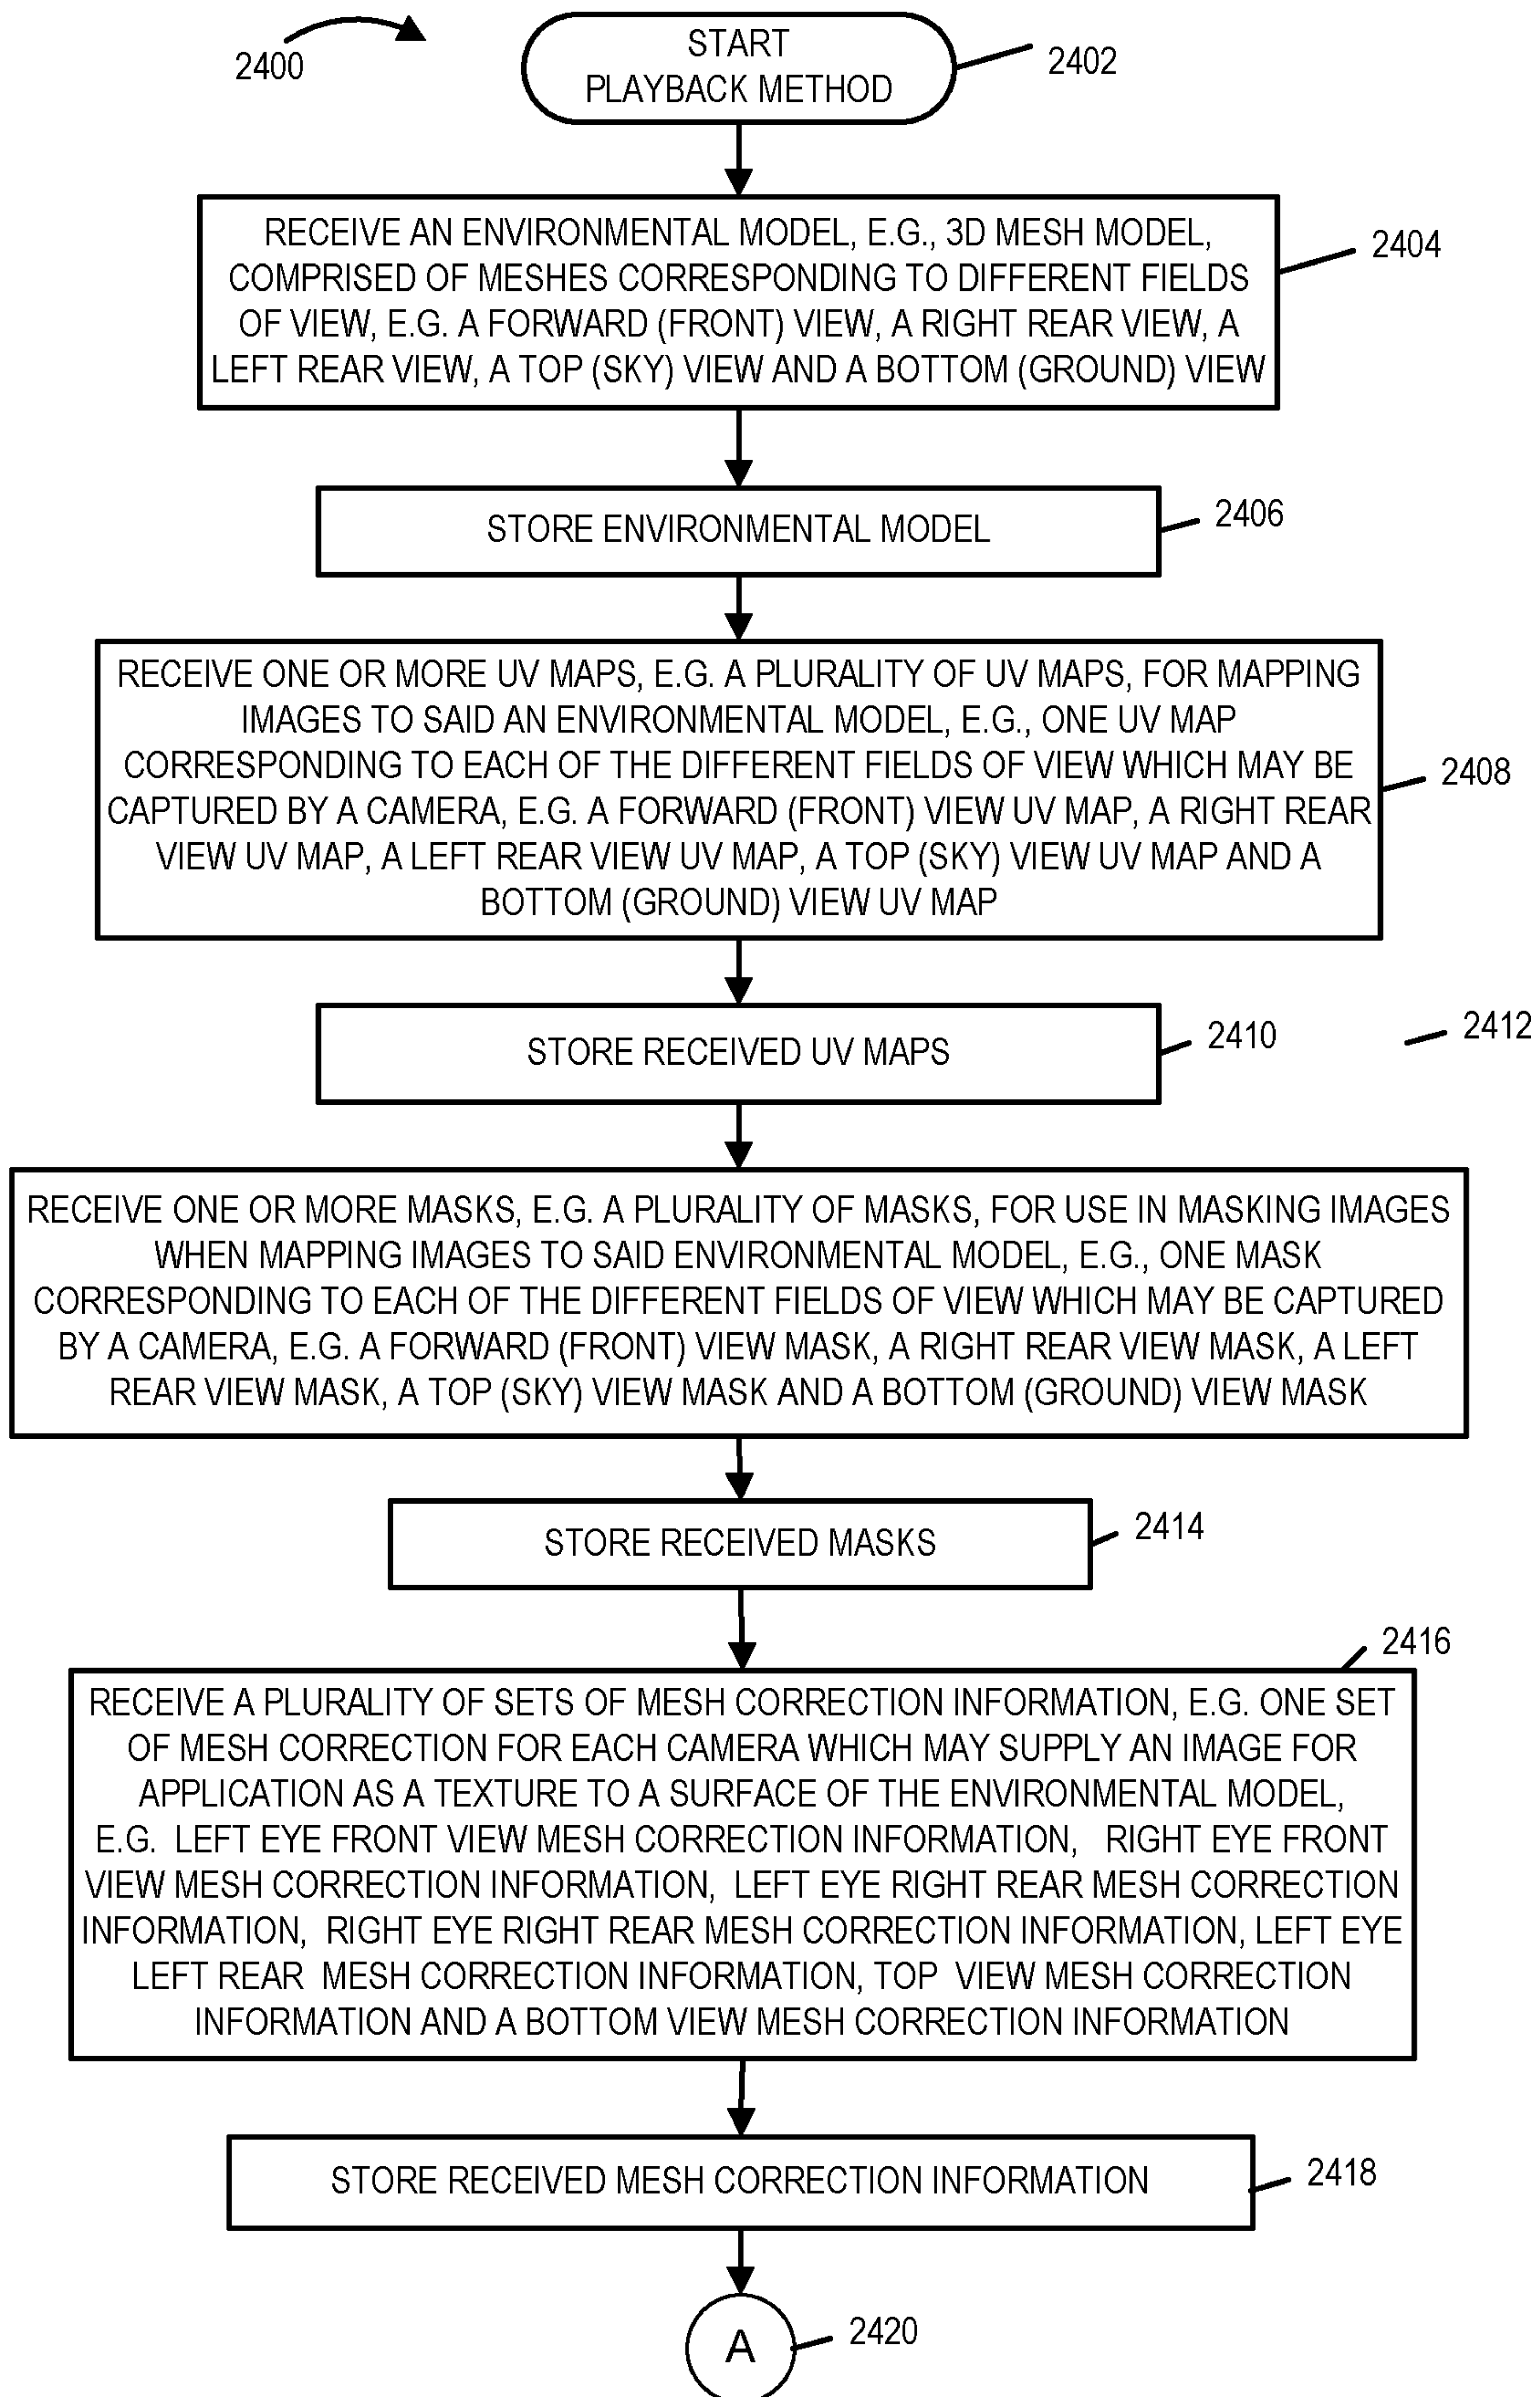 2400
START
PLAYBACK METHOD
2402
RECEIVE AN ENVIRONMENTAL MODEL, E.G., 3D MESH MODEL,
COMPRISED OF MESHES CORRESPONDING TO DIFFERENT FIELDS
OF VIEW, E.G. A FORWARD (FRONT) VIEW, A RIGHT REAR VIEW, A
LEFT REAR VIEW, A TOP (SKY) VIEW AND A BOTTOM (GROUND) VIEW
2404
STORE ENVIRONMENTAL MODEL
2406
RECEIVE ONE OR MORE UV MAPS, E.G. A PLURALITY OF UV MAPS, FOR MAPPING
IMAGES TO SAID AN ENVIRONMENTAL MODEL, E.G., ONE UV MAP
CORRESPONDING TO EACH OF THE DIFFERENT FIELDS OF VIEW WHICH MAY BE
CAPTURED BY A CAMERA, E.G. A FORWARD (FRONT) VIEW UV MAP, A RIGHT REAR
VIEW UV MAP, A LEFT REAR VIEW UV MAP, A TOP (SKY) VIEW UV MAP AND A
BOTTOM (GROUND) VIEW UV MAP
2408
STORE RECEIVED UV MAPS
2410
2412
RECEIVE ONE OR MORE MASKS, E.G. A PLURALITY OF MASKS, FOR USE IN MASKING IMAGES
WHEN MAPPING IMAGES TO SAID ENVIRONMENTAL MODEL, E.G., ONE MASK
CORRESPONDING TO EACH OF THE DIFFERENT FIELDS OF VIEW WHICH MAY BE CAPTURED
BY A CAMERA, E.G. A FORWARD (FRONT) VIEW MASK, A RIGHT REAR VIEW MASK, A LEFT
REAR VIEW MASK, A TOP (SKY) VIEW MASK AND A BOTTOM (GROUND) VIEW MASK
STORE RECEIVED MASKS
2414
2416
RECEIVE A PLURALITY OF SETS OF MESH CORRECTION INFORMATION, E.G. ONE SET
OF MESH CORRECTION FOR EACH CAMERA WHICH MAY SUPPLY AN IMAGE FOR
APPLICATION AS A TEXTURE TO A SURFACE OF THE ENVIRONMENTAL MODEL,
E.G. LEFT EYE FRONT VIEW MESH CORRECTION INFORMATION, RIGHT EYE FRONT
VIEW MESH CORRECTION INFORMATION, LEFT EYE RIGHT REAR MESH CORRECTION
INFORMATION, RIGHT EYE RIGHT REAR MESH CORRECTION INFORMATION, LEFT EYE
LEFT REAR MESH CORRECTION INFORMATION, TOP VIEW MESH CORRECTION
INFORMATION AND A BOTTOM VIEW MESH CORRECTION INFORMATION
STORE RECEIVED MESH CORRECTION INFORMATION
2418
A
2420